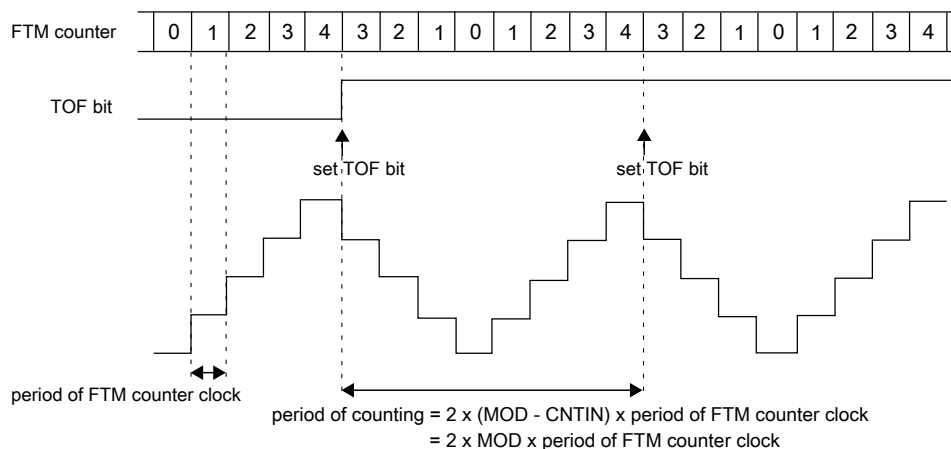 FTM counter 0 1 2 3 4 3 2 1 0 1 2 3 4 3 2 1 0 1 2 3 4
TOF bit
set TOF bit set TOF bit
period of FTM counter clock
period of counting = 2 x (MOD - CNTIN) x period of FTM counter clock
= 2 x MOD x period of FTM counter clock